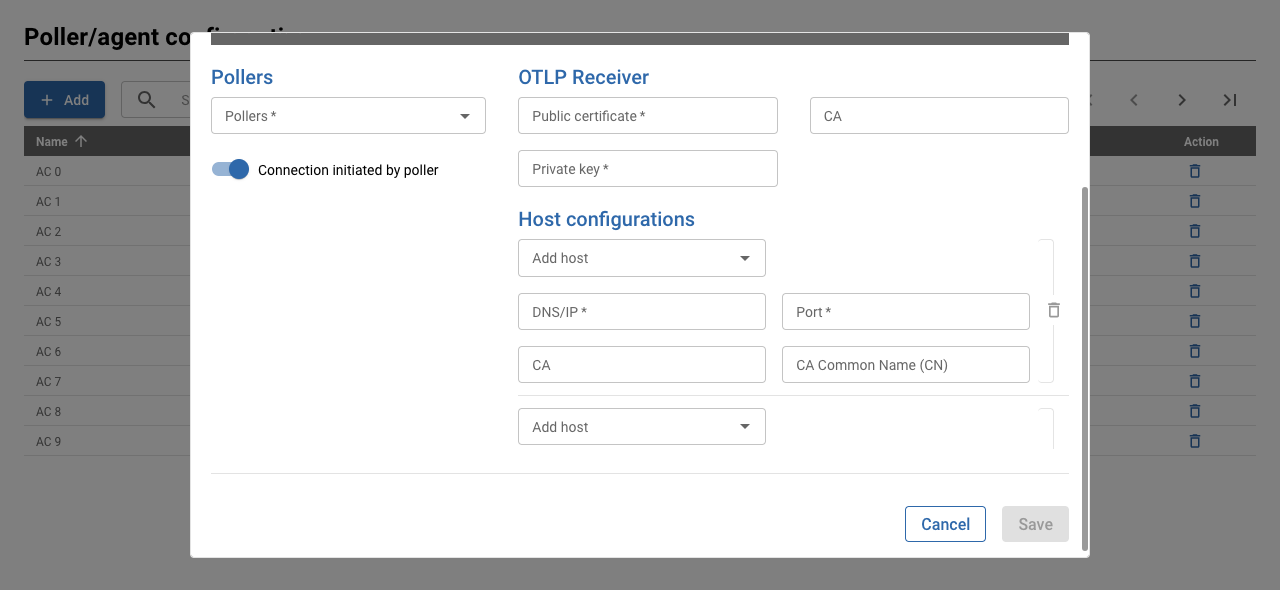 Poller/agent co
Add
S
Name
Action
AC 0
AC 1
AC 2
AC 3
AC 4
AC 5
AC 6
AC 7
AC 8
AC 9
Pollers
Pollers *
Connection initiated by poller
OTLP Receiver
Public certificate *
CA
Private key *
Host configurations
Add host
DNS/IP *
Port *
CA
CA Common Name (CN)
Add host
Cancel
Save